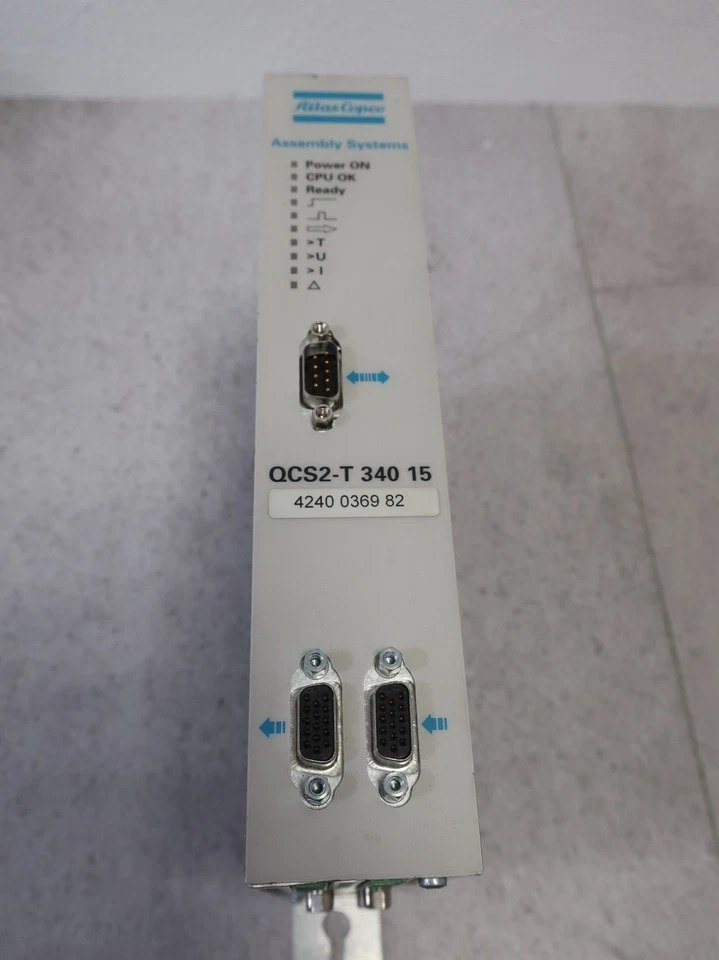 Atlas Copco
Assembly Systems
Power ON
CPU OK
Ready
>T
>U
>I
QCS2-T 340 15
4240 0369 82